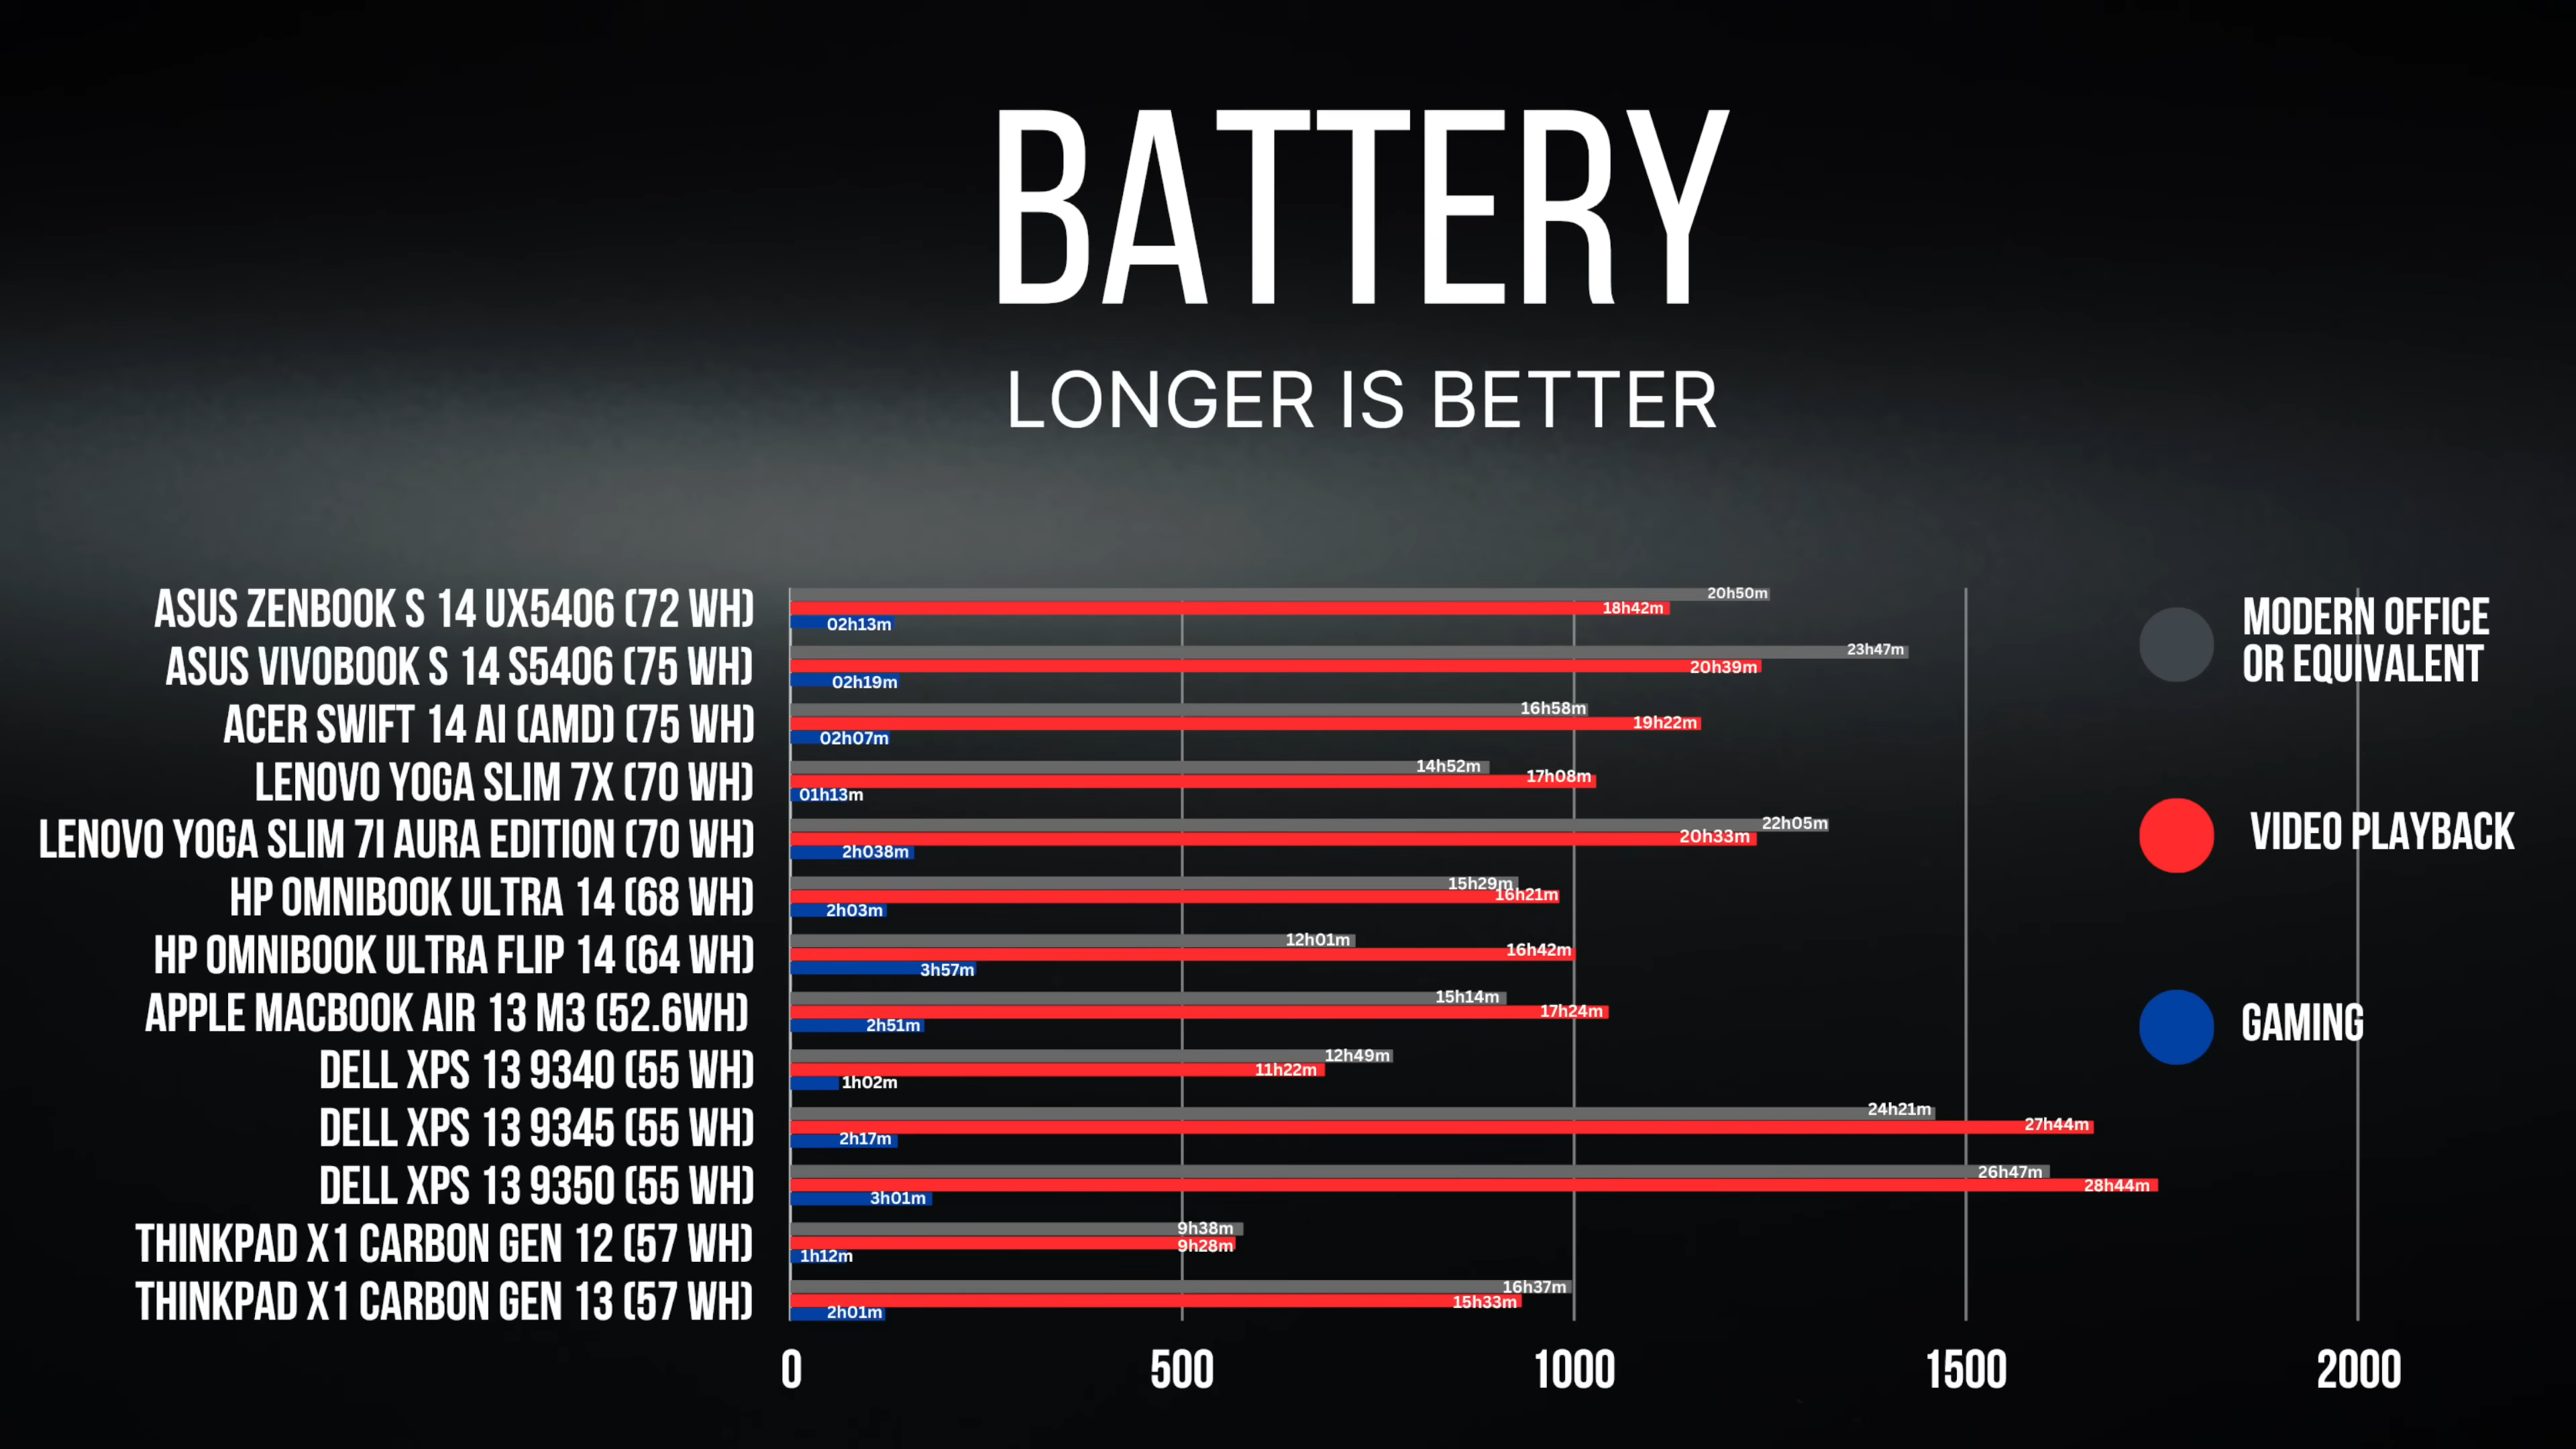 BATTERY
LONGER IS BETTER
ASUS ZENBOOK S 14 UX5406 (72 WH)
20h50m
18h42m
02h13m
ASUS VIVOBOOK S 14 S5406 (75 WH)
23h47m
20h39m
02h19m
ACER SWIFT 14 AI (AMD) (75 WH)
16h58m
19h22m
02h07m
LENOVO YOGA SLIM 7X (70 WH)
14h52m
17h08m
01h13m
LENOVO YOGA SLIM 7I AURA EDITION (70 WH)
22h05m
20h33m
2h038m
HP OMNIBOOK ULTRA 14 (68 WH)
15h29m
16h21m
2h03m
HP OMNIBOOK ULTRA FLIP 14 (64 WH)
12h01m
16h42m
3h57m
APPLE MACBOOK AIR 13 M3 (52.6WH)
15h14m
17h24m
2h51m
DELL XPS 13 9340 (55 WH)
12h49m
11h22m
1h02m
DELL XPS 13 9345 (55 WH)
24h21m
27h44m
2h17m
DELL XPS 13 9350 (55 WH)
26h47m
28h44m
3h01m
THINKPAD X1 CARBON GEN 12 (57 WH)
9h38m
9h28m
1h12m
THINKPAD X1 CARBON GEN 13 (57 WH)
16h37m
15h33m
2h01m
0 500 1000 1500 2000
MODERN OFFICE
OR EQUIVALENT
VIDEO PLAYBACK
GAMING